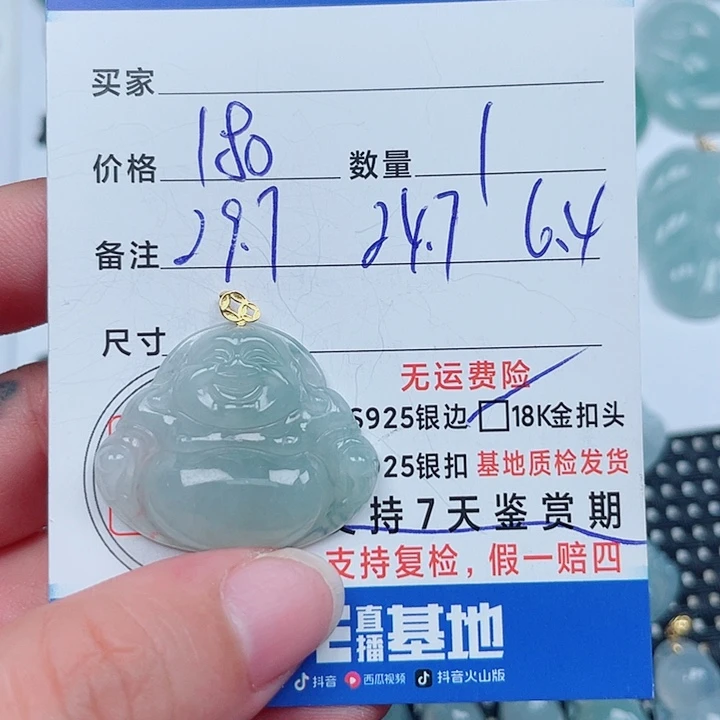 买家
价格 180 数量 1
备注 29.7 24.7 6.4
尺寸
无运费险
S925银边 18K金扣头
925银扣 基地质检发货
支持7天鉴赏期
支持复检，假一赔四
直播基地
抖音 西瓜视频 抖音火山版